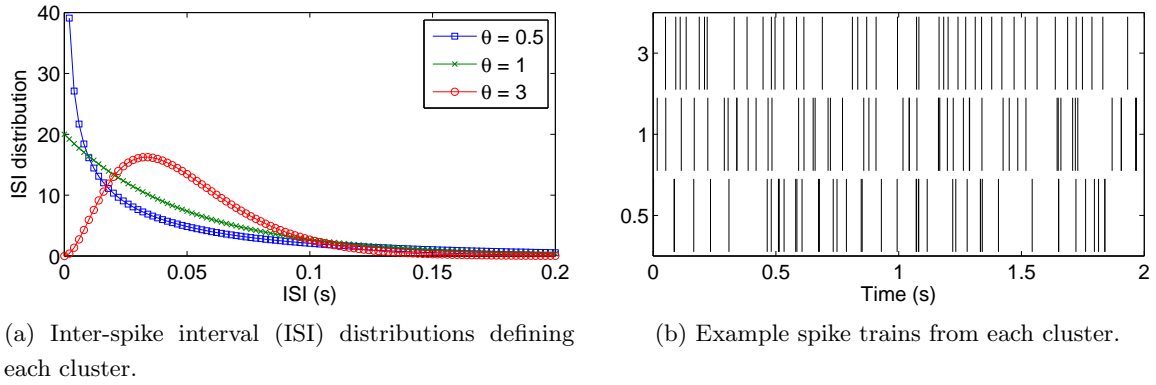 40
30
20
10
0
ISI distribution
0
0.05
0.1
0.15
0.2
ISI (s)
θ = 0.5
θ = 1
θ = 3
3
1
0.5
0
0.5
1
1.5
2
Time (s)
(a) Inter-spike interval (ISI) distributions defining
each cluster.
(b) Example spike trains from each cluster.